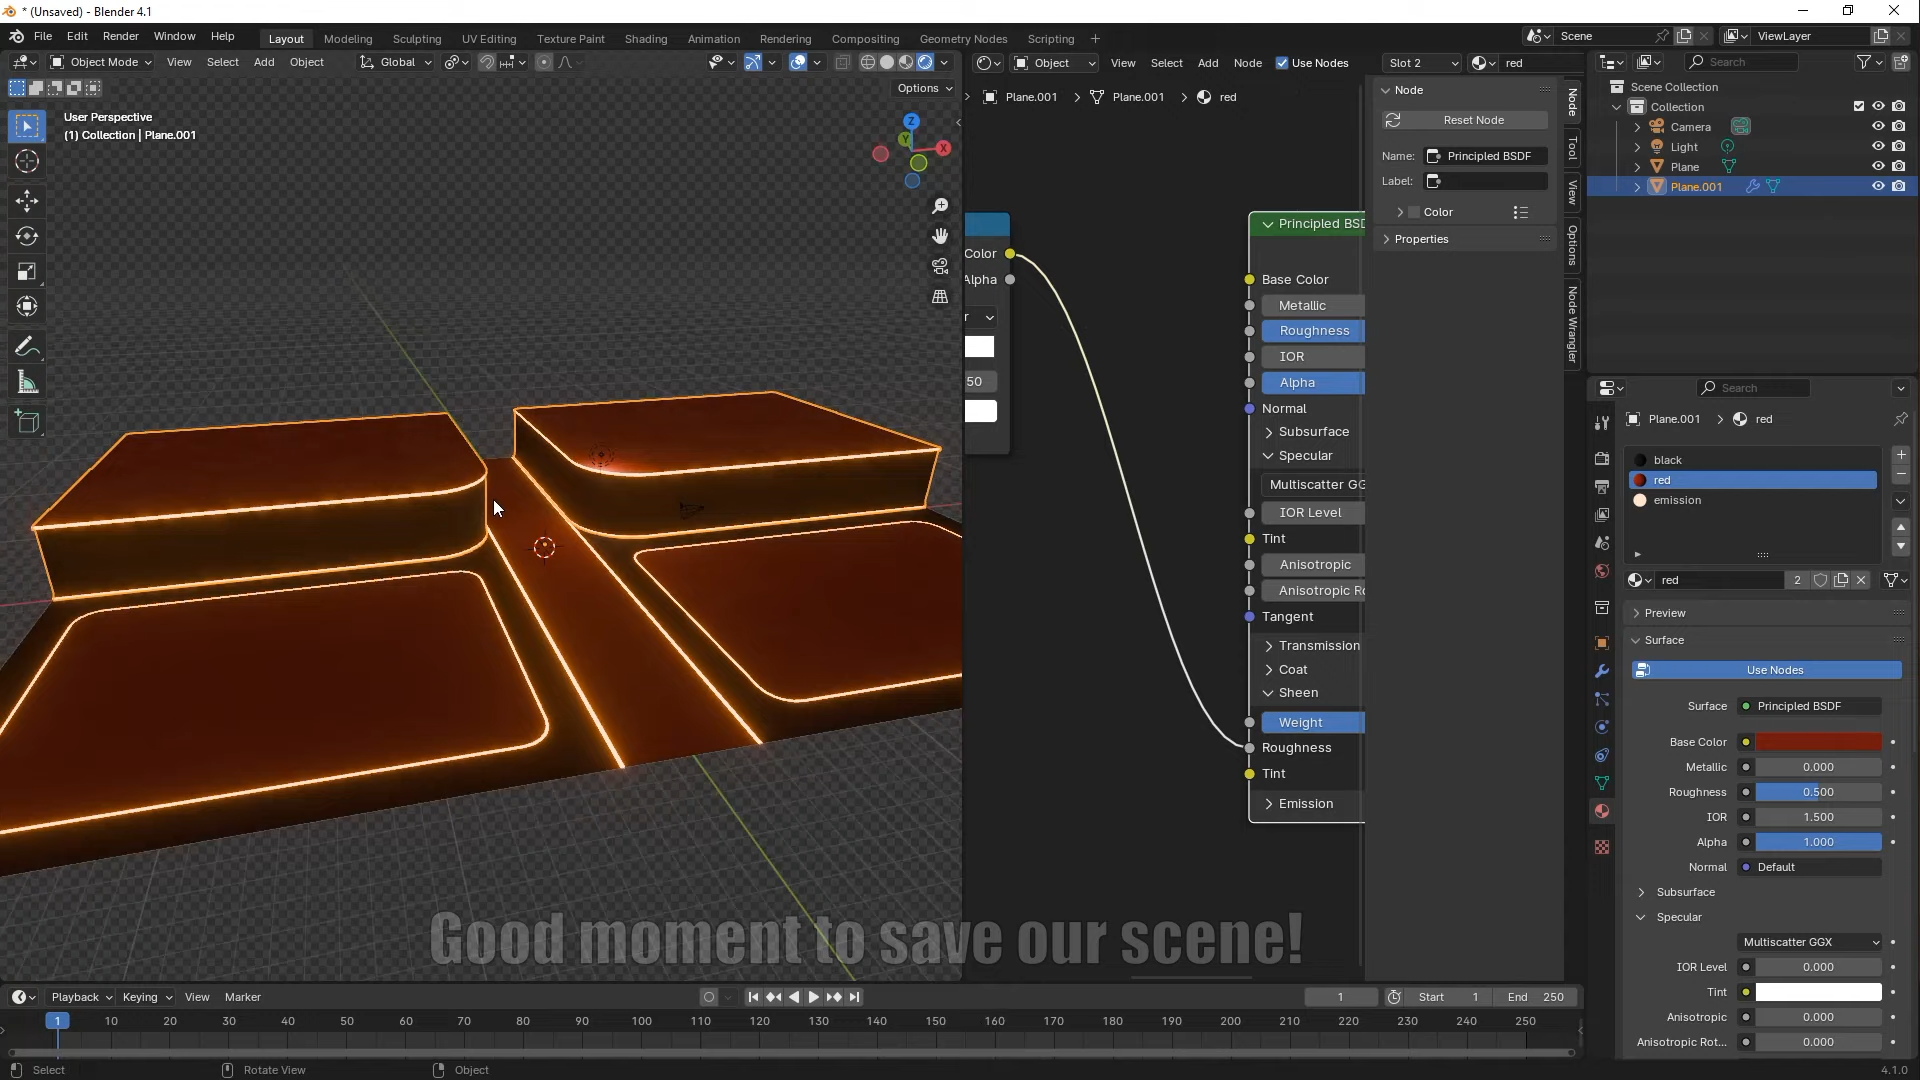 * (Unsaved) - Blender 4.1
File Edit Render Window Help
Layout Modeling Sculpting UV Editing Texture Paint Shading Animation Rendering Compositing Geometry Nodes Scripting
Scene
ViewLayer
Object Mode View Select Add Object Global
Options
User Perspective
(1) Collection | Plane.001
Z
Y
X
Object View Select Add Node Use Nodes Slot 2 red
Plane.001 Plane.001 red
Color
Alpha
50
Principled BSD
Base Color
Metallic
Roughness
IOR
Alpha
Normal
Subsurface
Specular
Multiscatter GG
IOR Level
Tint
Anisotropic
Anisotropic Ro
Tangent
Transmission
Coat
Sheen
Weight
Roughness
Tint
Emission
Node
Reset Node
Name: Principled BSDF
Label:
Color
Properties
Node
Tool
View
Options
Node Wrangler
Search
Scene Collection
Collection
Camera
Light
Plane
Plane.001
Search
Plane.001 red
black
red
emission
red 2
Preview
Surface
Use Nodes
Surface Principled BSDF
Base Color
Metallic 0.000
Roughness 0.500
IOR 1.500
Alpha 1.000
Normal Default
Subsurface
Specular
Multiscatter GGX
IOR Level 0.000
Tint
Anisotropic 0.000
Anisotropic Rot... 0.000
Good moment to save our scene!
Playback Keying View Marker
1 Start 1 End 250
1 10 20 30 40 50 60 70 80 90 100 110 120 130 140 150 160 170 180 190 200 210 220 230 240 250
Select Rotate View Object
4.1.0